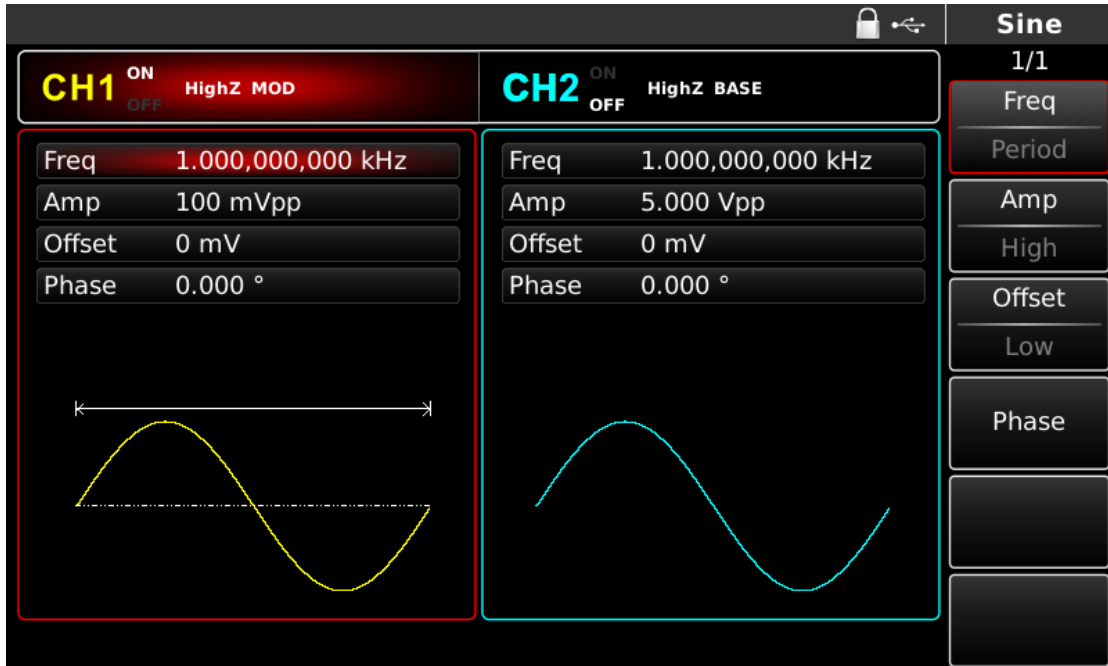 Sine
1/1
CH1 ON OFF HighZ MOD
CH2 ON OFF HighZ BASE
Freq 1.000,000,000 kHz
Amp 100 mVpp
Offset 0 mV
Phase 0.000 °
Freq 1.000,000,000 kHz
Amp 5.000 Vpp
Offset 0 mV
Phase 0.000 °
Freq
Period
Amp
High
Offset
Low
Phase